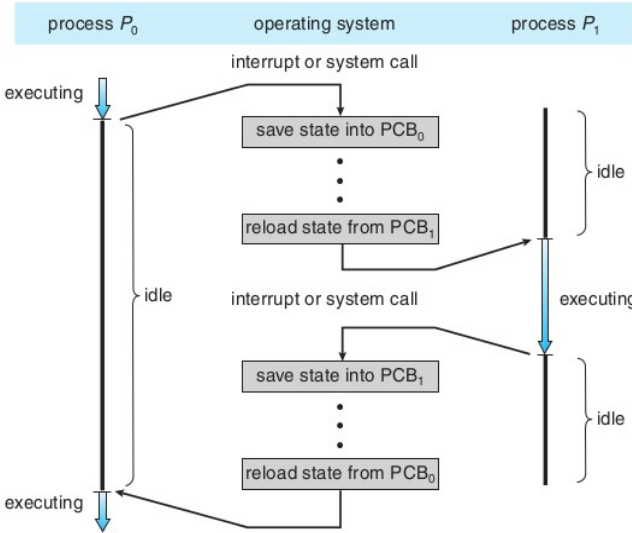 process P₀ operating system process P₁
interrupt or system call
executing
save state into PCB₀
idle
reload state from PCB₁
idle
interrupt or system call
executing
save state into PCB₁
idle
reload state from PCB₀
executing